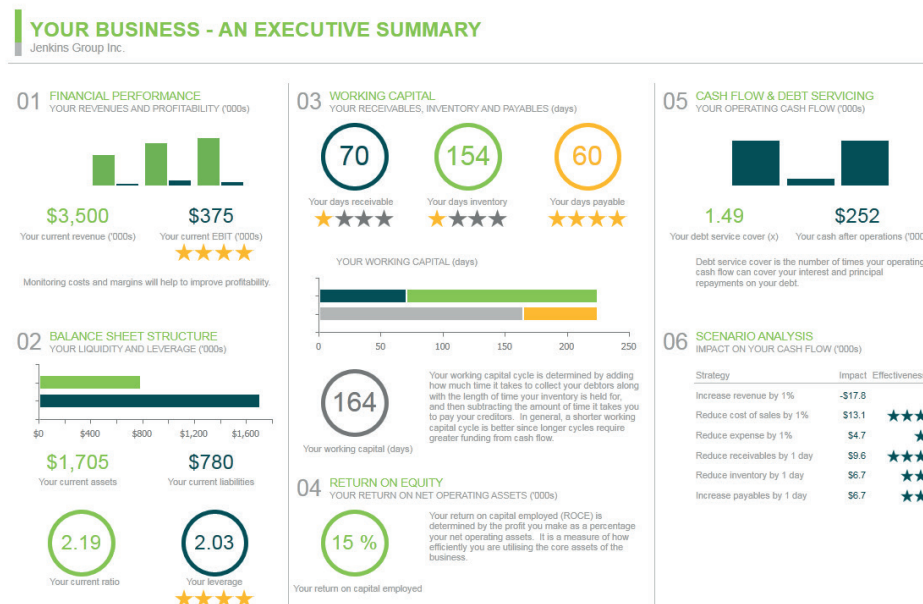 YOUR BUSINESS - AN EXECUTIVE SUMMARY
Jenkins Group Inc.
01 FINANCIAL PERFORMANCE
YOUR REVENUES AND PROFITABILITY ('000s)
$3,500 $375
Your current revenue ('000s) Your current EBIT ('000s)
Monitoring costs and margins will help to improve profitability.
02 BALANCE SHEET STRUCTURE
YOUR LIQUIDITY AND LEVERAGE ('000s)
$0 $400 $800 $1,200 $1,600
$1,705 $780
Your current assets Your current liabilities
2.19 2.03
Your current ratio Your leverage
03 WORKING CAPITAL
YOUR RECEIVABLES, INVENTORY AND PAYABLES (days)
70 154 60
Your days receivable Your days inventory Your days payable
YOUR WORKING CAPITAL (days)
0 50 100 150 200 250
164
Your working capital (days)
Your working capital cycle is determined by adding
how much time it takes to collect your debtors along
with the length of time your inventory is held for,
and then subtracting the amount of time it takes you
to pay your creditors. In general, a shorter working
capital cycle is better since longer cycles require
greater funding from cash flow.
04 RETURN ON EQUITY
YOUR RETURN ON NET OPERATING ASSETS ('000s)
15 %
Your return on capital employed
Your return on capital employed (ROCE) is
determined by the profit you make as a percentage
your net operating assets. It is a measure of how
efficiently you are utilising the core assets of the
business.
05 CASH FLOW & DEBT SERVICING
YOUR OPERATING CASH FLOW ('000s)
1.49 $252
Your debt service cover (x) Your cash after operations ('000
Debt service cover is the number of times your operating
cash flow can cover your interest and principal
repayments on your debt.
06 SCENARIO ANALYSIS
IMPACT ON YOUR CASH FLOW ('000s)
Strategy Impact Effectiveness
Increase revenue by 1% -$17.8
Reduce cost of sales by 1% $13.1
Reduce expense by 1% $4.7
Reduce receivables by 1 day $9.6
Reduce inventory by 1 day $6.7
Increase payables by 1 day $6.7